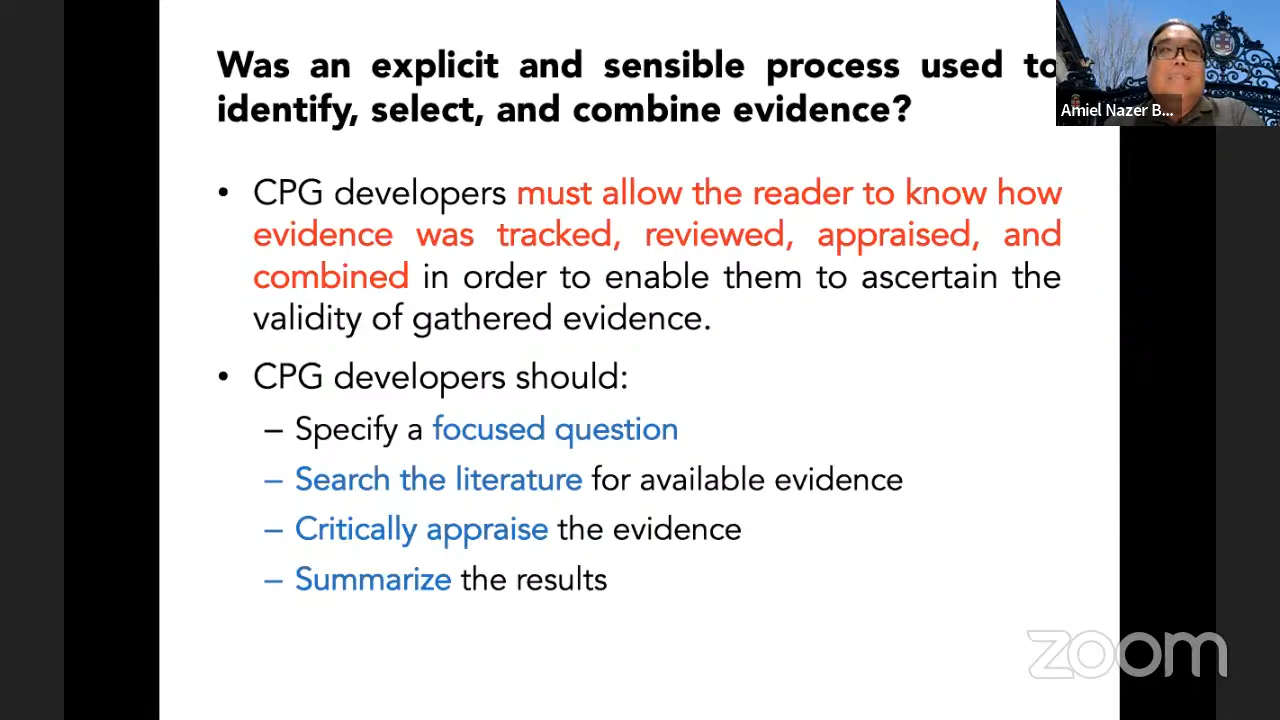 Was an explicit and sensible process used to
identify, select, and combine evidence?
Amiel Nazer B...
• CPG developers must allow the reader to know how
evidence was tracked, reviewed, appraised, and
combined in order to enable them to ascertain the
validity of gathered evidence.
• CPG developers should:
– Specify a focused question
– Search the literature for available evidence
– Critically appraise the evidence
– Summarize the results
zoom